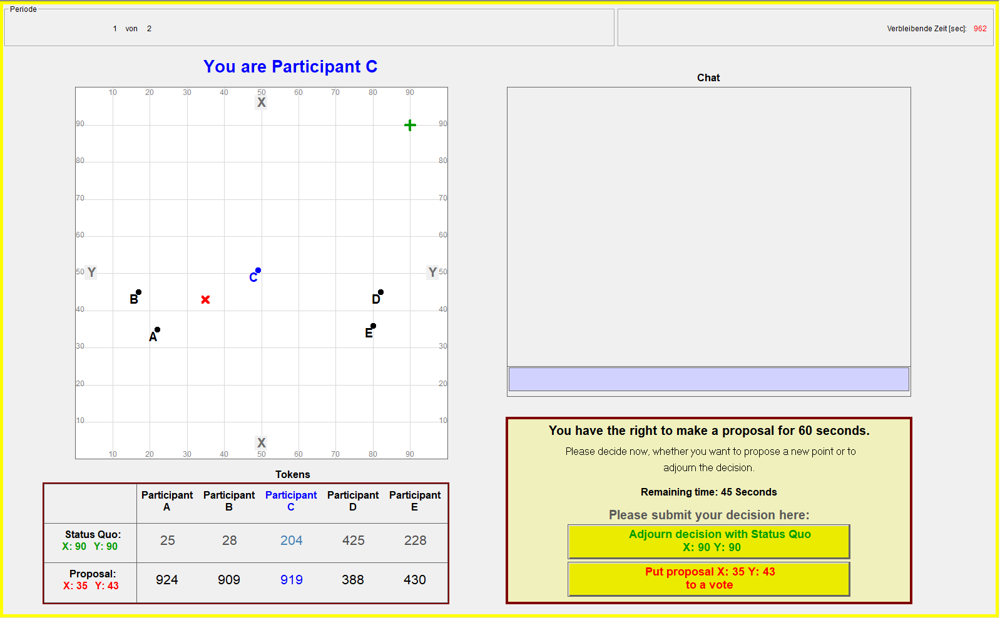 Periode
1 von 2
Verbleibende Zeit [sec]: 962
You are Participant C
10 20 30 40 50 60 70 80 90
X
90 90
80 80
70 70
60 60
50 Y Y 50
C
B D
40 40
A E
30 30
20 20
10 10
X
10 20 30 40 50 60 70 80 90
Tokens
Participant A Participant B Participant C Participant D Participant E
Status Quo: X: 90 Y: 90 25 28 204 425 228
Proposal: X: 35 Y: 43 924 909 919 388 430
Chat
You have the right to make a proposal for 60 seconds.
Please decide now, whether you want to propose a new point or to
adjourn the decision.
Remaining time: 45 Seconds
Please submit your decision here:
Adjourn decision with Status Quo
X: 90 Y: 90
Put proposal X: 35 Y: 43
to a vote